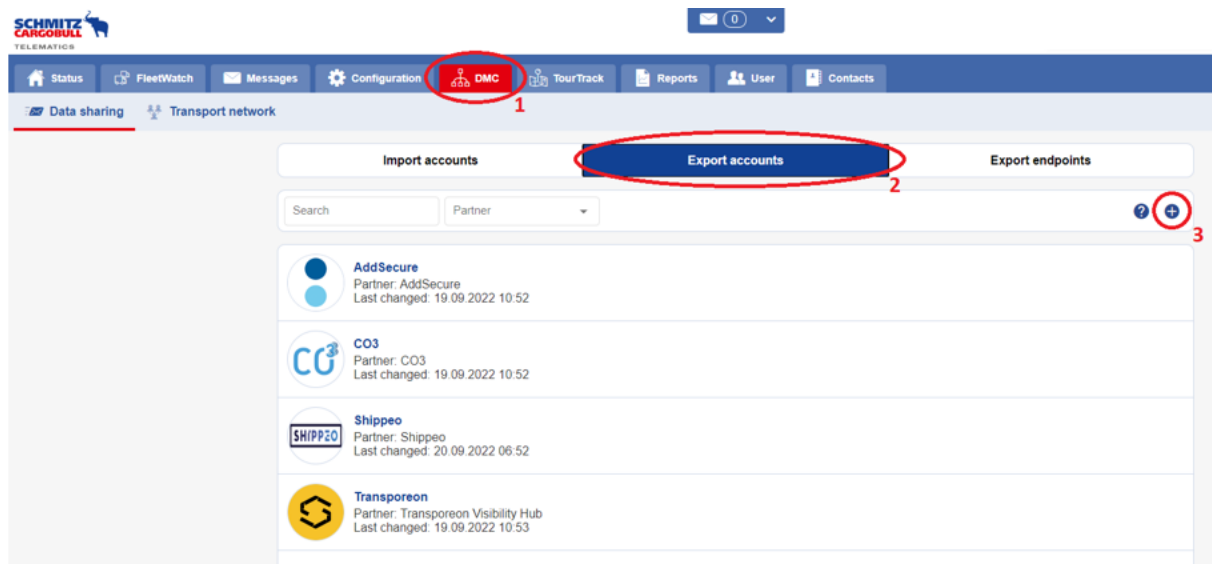 SCHMITZ
CARGOBULL
TELEMATICS
0
Status FleetWatch Messages Configuration DMC TourTrack Reports User Contacts
1
Data sharing Transport network
Import accounts Export accounts Export endpoints
2
Search Partner ?
3
AddSecure
Partner: AddSecure
Last changed: 19.09.2022 10:52
CO3
CO3
Partner: CO3
Last changed: 19.09.2022 10:52
SHIPPEO
Shippeo
Partner: Shippeo
Last changed: 20.09.2022 06:52
Transporeon
Partner: Transporeon Visibility Hub
Last changed: 19.09.2022 10:53